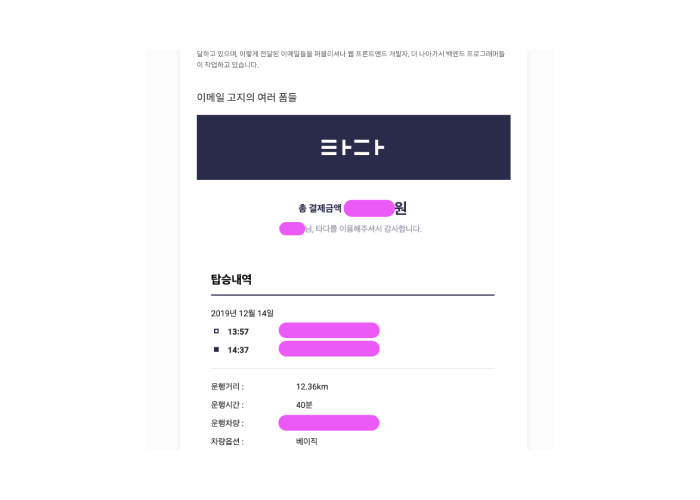 달하고 있으며, 이렇게 전달된 이메일들을 퍼블리셔나 웹 프론트엔드 개발자, 더 나아가서 백엔드 프로그래머들
이 작업하고 있습니다.
이메일 고지의 여러 폼들
타다
총 결제금액 원
님, 타다를 이용해주셔서 감사합니다.
탑승내역
2019년 12월 14일
13:57
14:37
운행거리 : 12.36km
운행시간 : 40분
운행차량 :
차량옵션 : 베이직